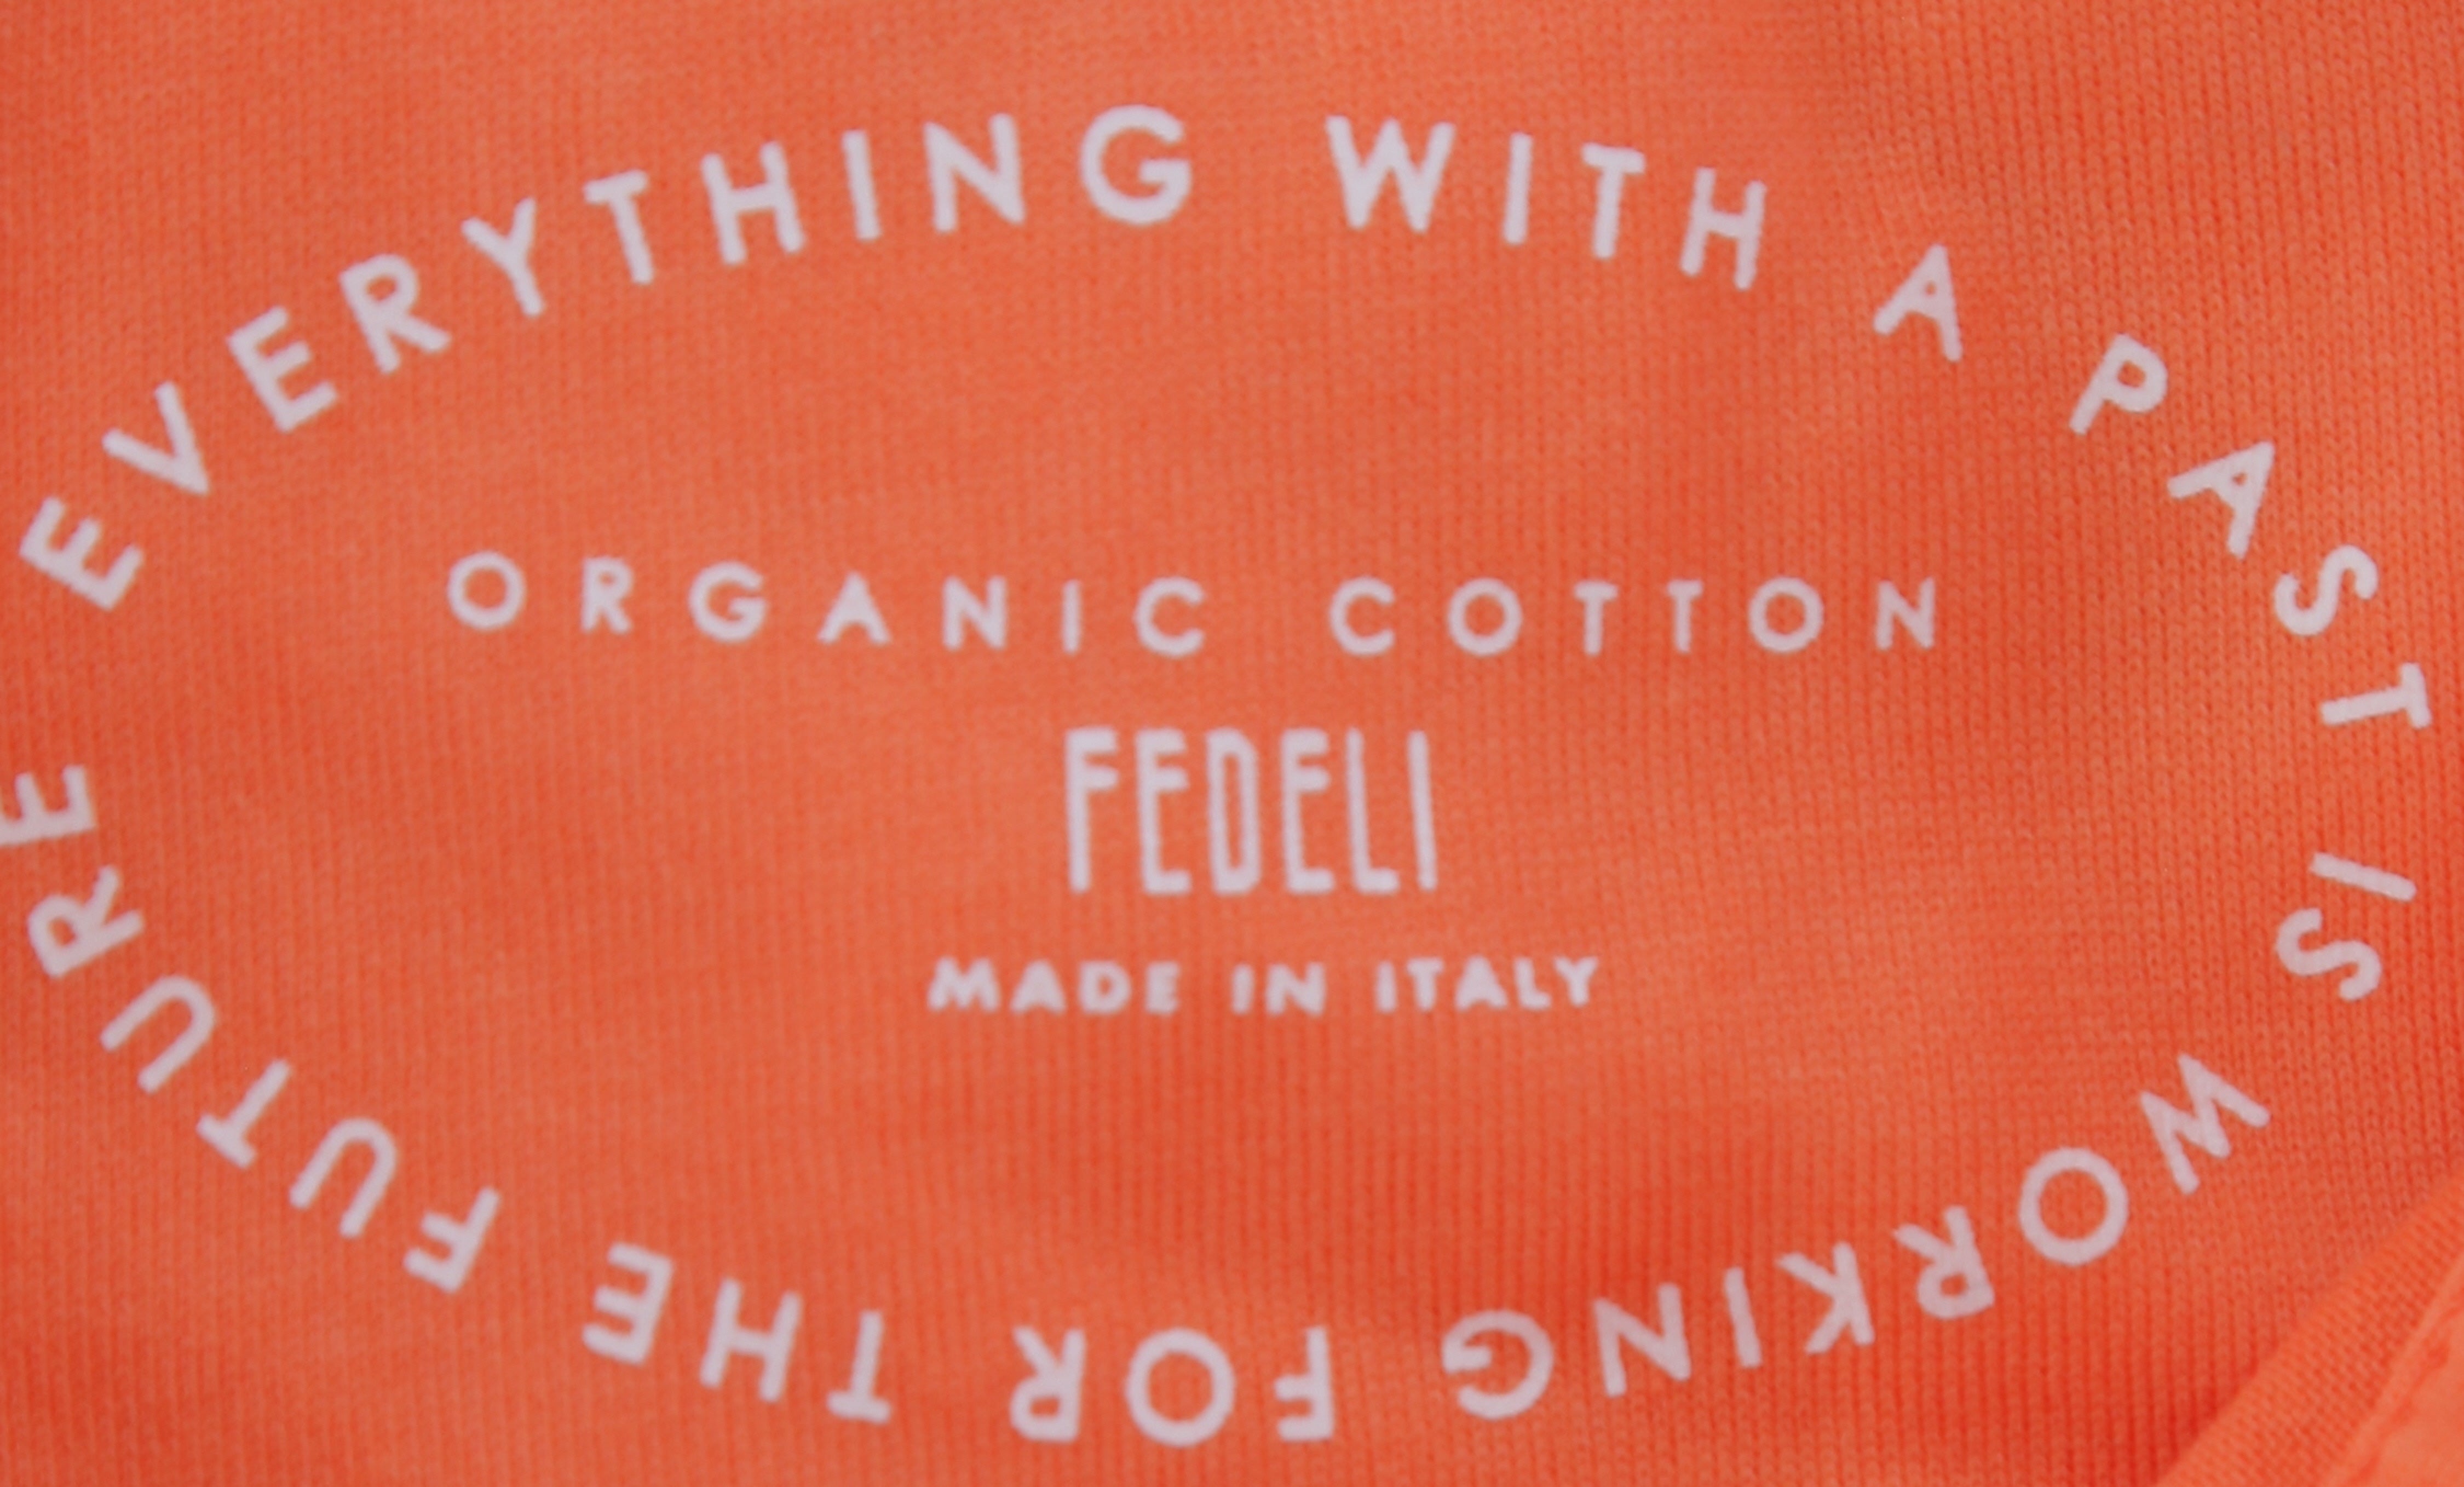 EVERYTHING WITH A PAST IS WORKING FOR THE FUTURE
ORGANIC COTTON
FEDELI
MADE IN ITALY